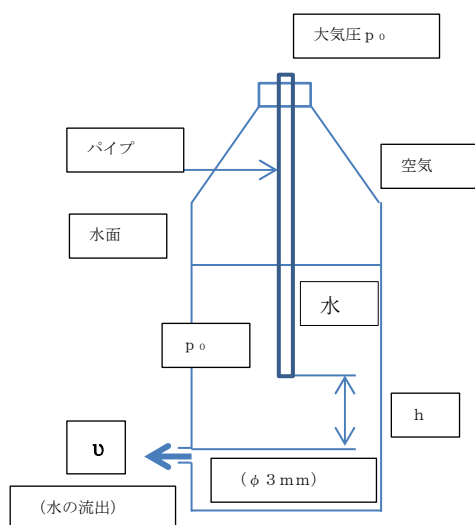 大気圧ｐ₀
パイプ
空気
水面
水
ｐ₀
ｈ
υ
（φ３mm）
（水の流出）